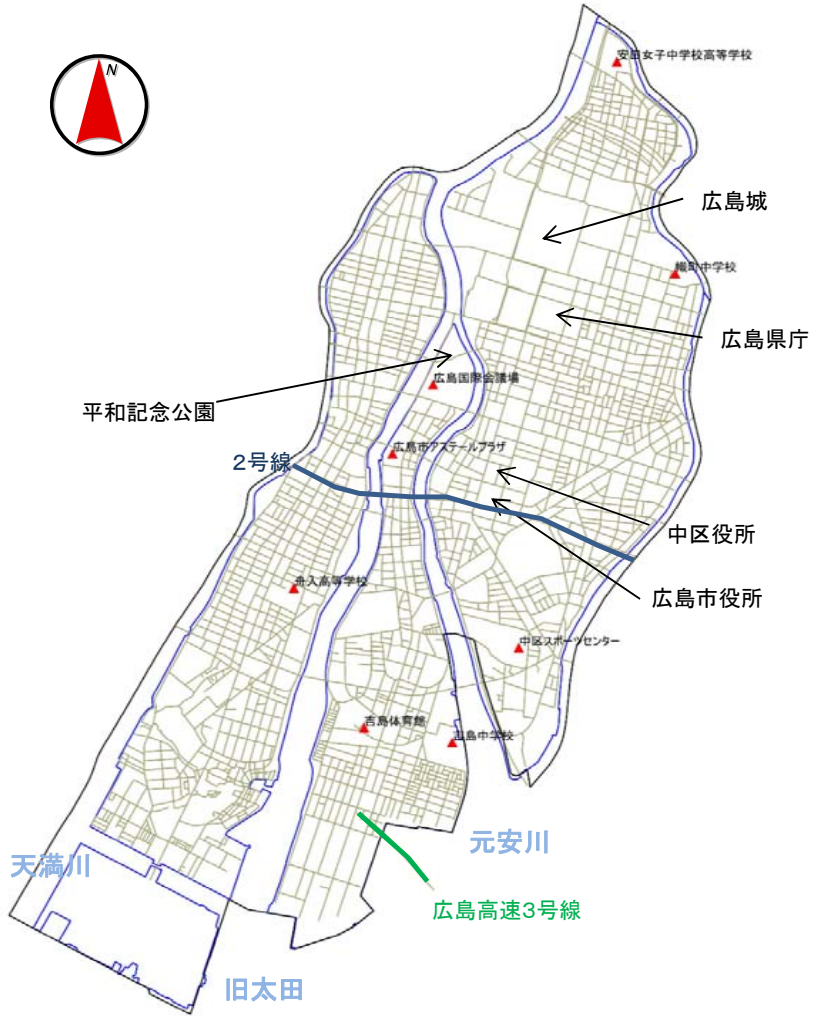 N
安田女子中学校高等学校
広島城
幟町中学校
広島県庁
広島国際会議場
平和記念公園
広島市アステールプラザ
2号線
中区役所
舟入高等学校
広島市役所
中区スポーツセンター
吉島体育館
吉島中学校
元安川
天満川
広島高速3号線
旧太田